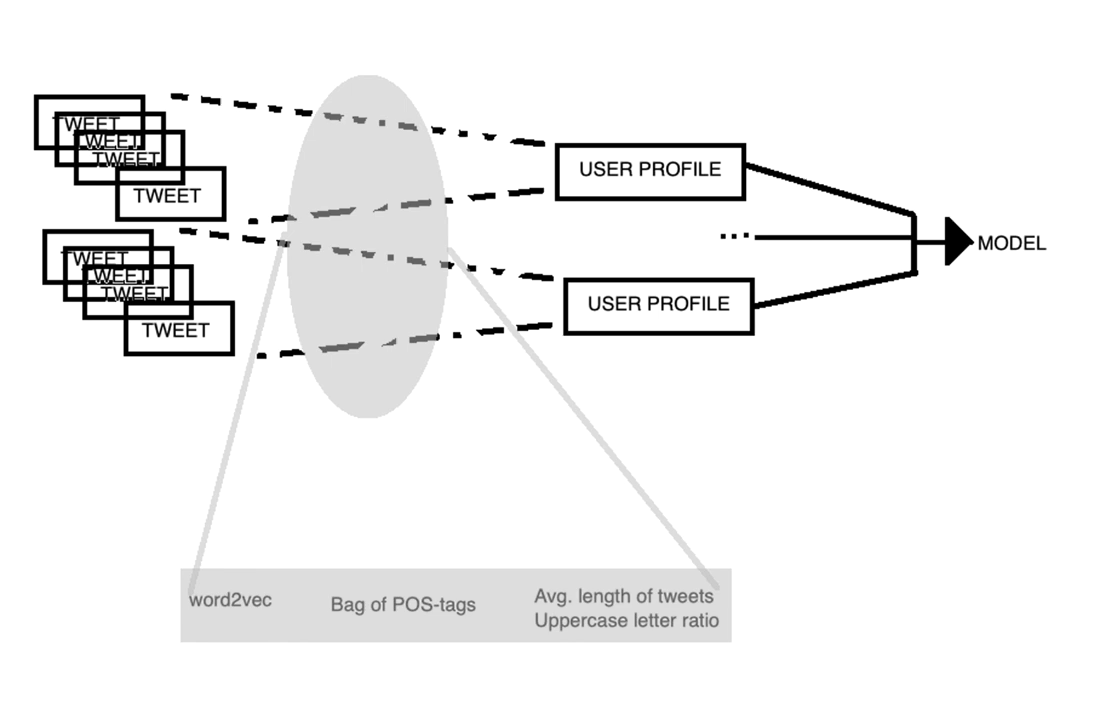 TWEET
TWEET
TWEET
TWEET
USER PROFILE
...
MODEL
TWEET
TWEET
TWEET
TWEET
USER PROFILE
word2vec
Bag of POS-tags
Avg. length of tweets
Uppercase letter ratio